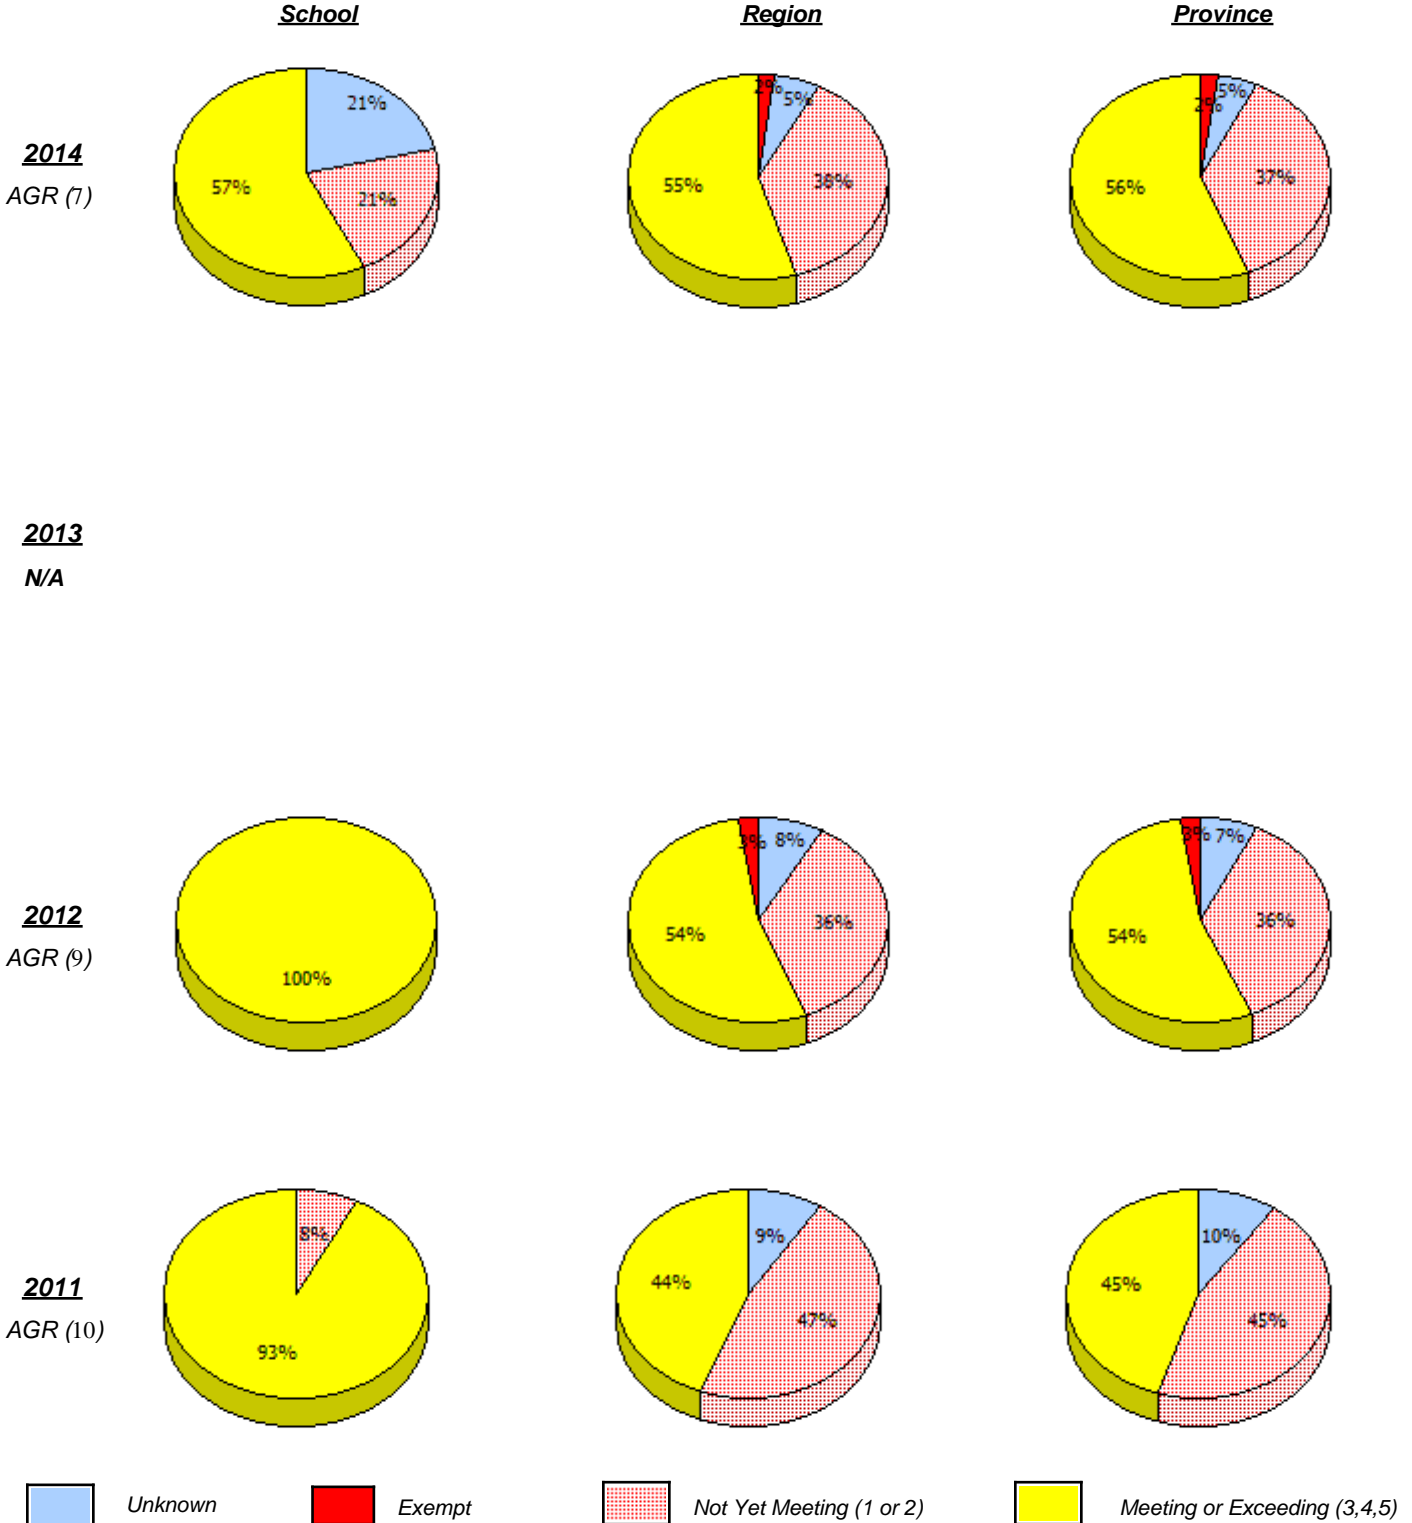 School Region Province
21% 2% 5% 5% 2%
2014
AGR (7)
57% 21% 55% 38% 56% 37%
2013
N/A
3% 8% 3% 7%
2012
AGR (9)
100% 54% 36% 54% 36%
8% 9% 10%
2011
AGR (10)
93% 44% 47% 45% 45%
Unknown Exempt Not Yet Meeting (1 or 2) Meeting or Exceeding (3,4,5)